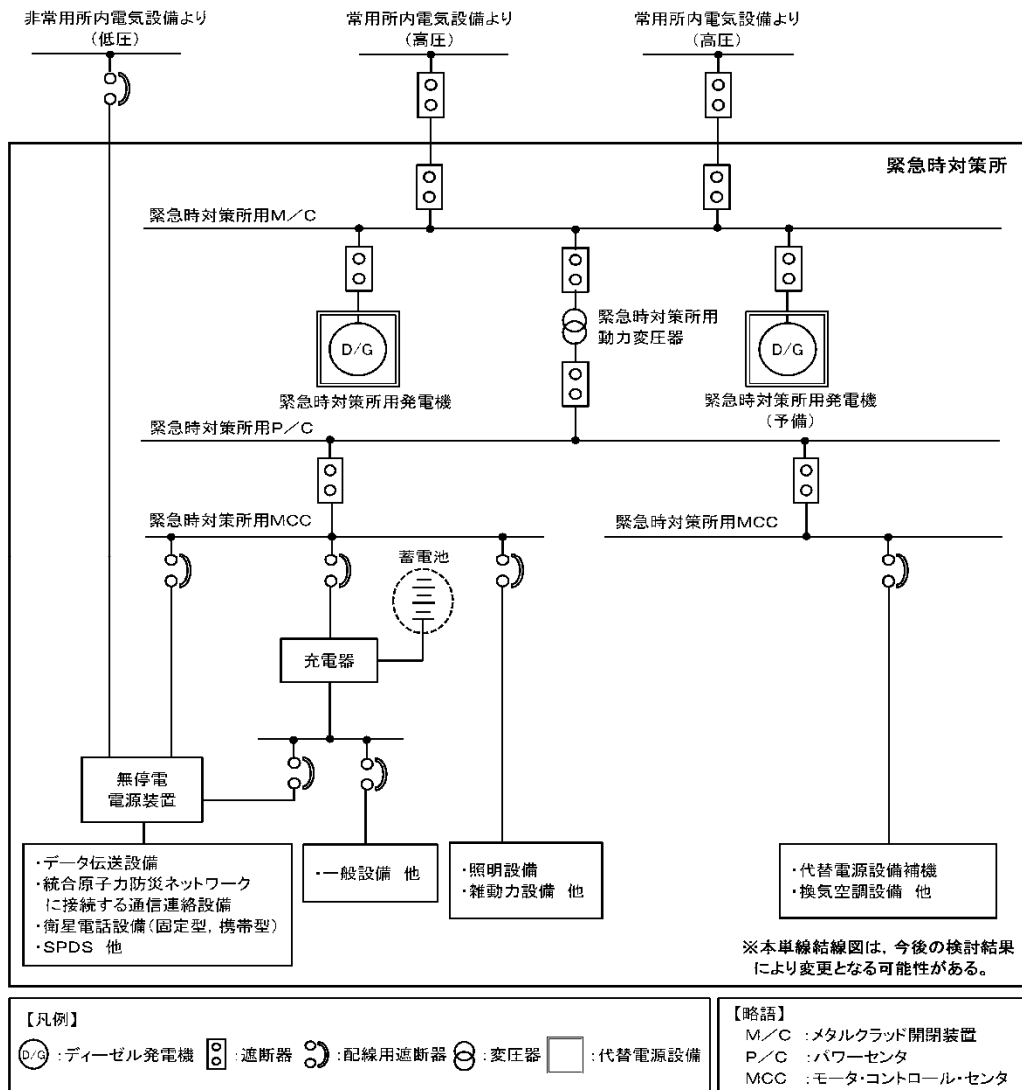 非常用所内電気設備より
（低圧）
常用所内電気設備より
（高圧）
常用所内電気設備より
（高圧）
緊急時対策所
緊急時対策所用M／C
D/G
緊急時対策所用発電機
緊急時対策所用
動力変圧器
D/G
緊急時対策所用発電機
（予備）
緊急時対策所用P／C
緊急時対策所用MCC
緊急時対策所用MCC
蓄電池
充電器
無停電
電源装置
・データ伝送設備
・統合原子力防災ネットワーク
に接続する通信連絡設備
・衛星電話設備（固定型，携帯型）
・SPDS 他
・一般設備 他
・照明設備
・雑動力設備 他
・代替電源設備補機
・換気空調設備 他
※本単線結線図は，今後の検討結果
により変更となる可能性がある。
【凡例】
D/G ：ディーゼル発電機 ：遮断器 ：配線用遮断器 ：変圧器 ：代替電源設備
【略語】
M／C ：メタルクラッド開閉装置
P／C ：パワーセンタ
MCC ：モータ・コントロール・センタ